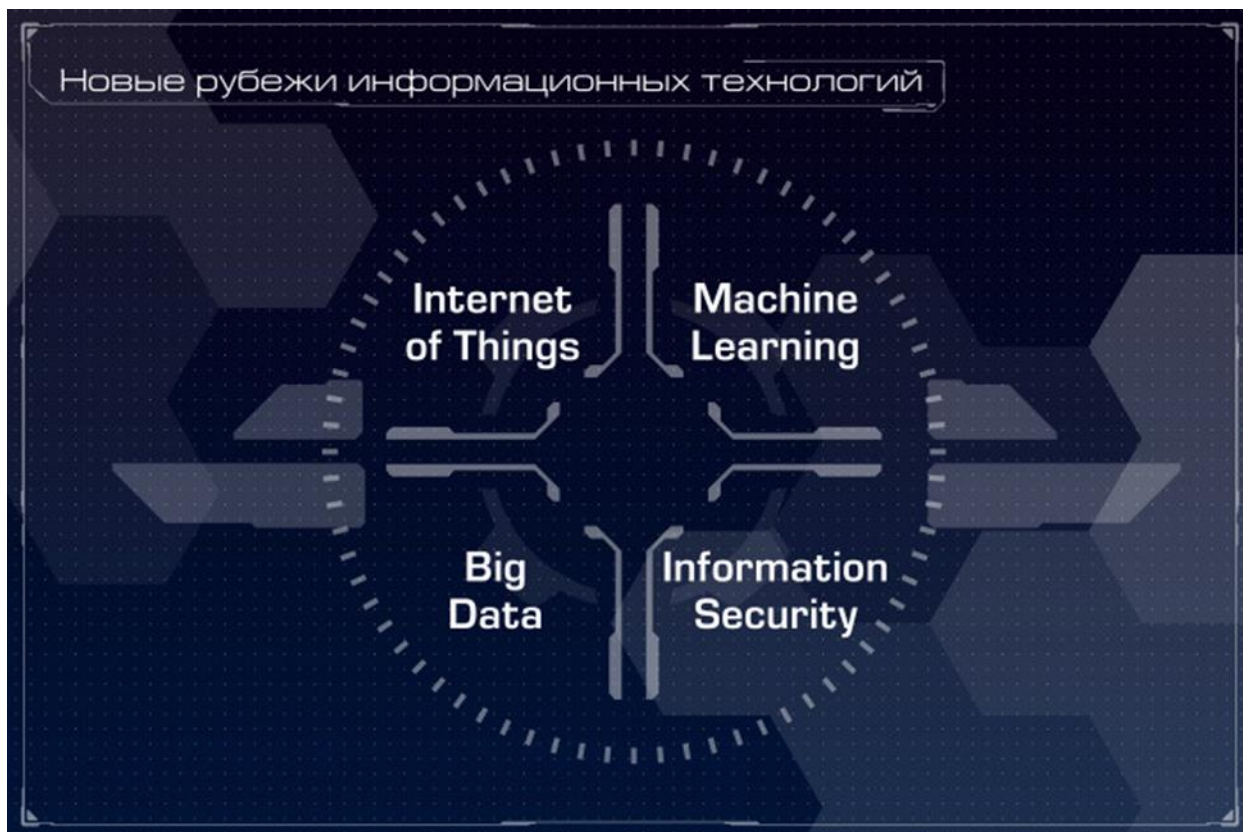 Новые рубежи информационных технологий
Internet
of Things
Machine
Learning
Big
Data
Information
Security